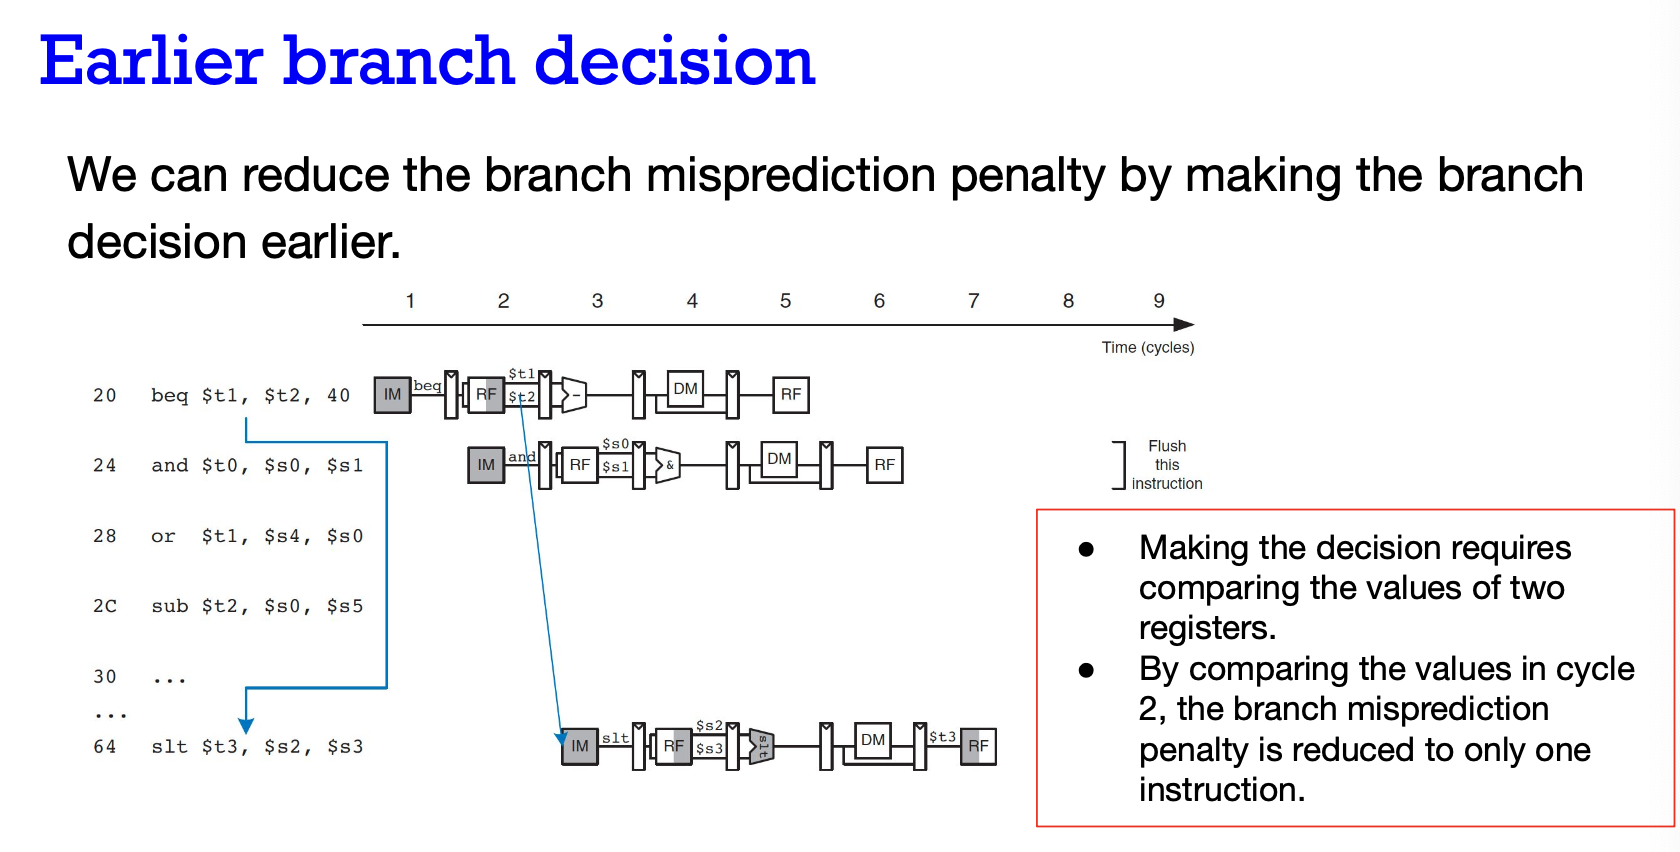 Earlier branch decision
We can reduce the branch misprediction penalty by making the branch
decision earlier.
1 2 3 4 5 6 7 8 9
Time (cycles)
20 beq $t1, $t2, 40 IM beq RF $t1 $t2 - DM RF
24 and $t0, $s0, $s1 IM and RF $s0 $s1 & DM RF
Flush
this
instruction
28 or $t1, $s4, $s0
2C sub $t2, $s0, $s5
30 ...
...
64 slt $t3, $s2, $s3 IM slt RF $s2 $s3 slt DM $t3 RF
● Making the decision requires
comparing the values of two
registers.
● By comparing the values in cycle
2, the branch misprediction
penalty is reduced to only one
instruction.